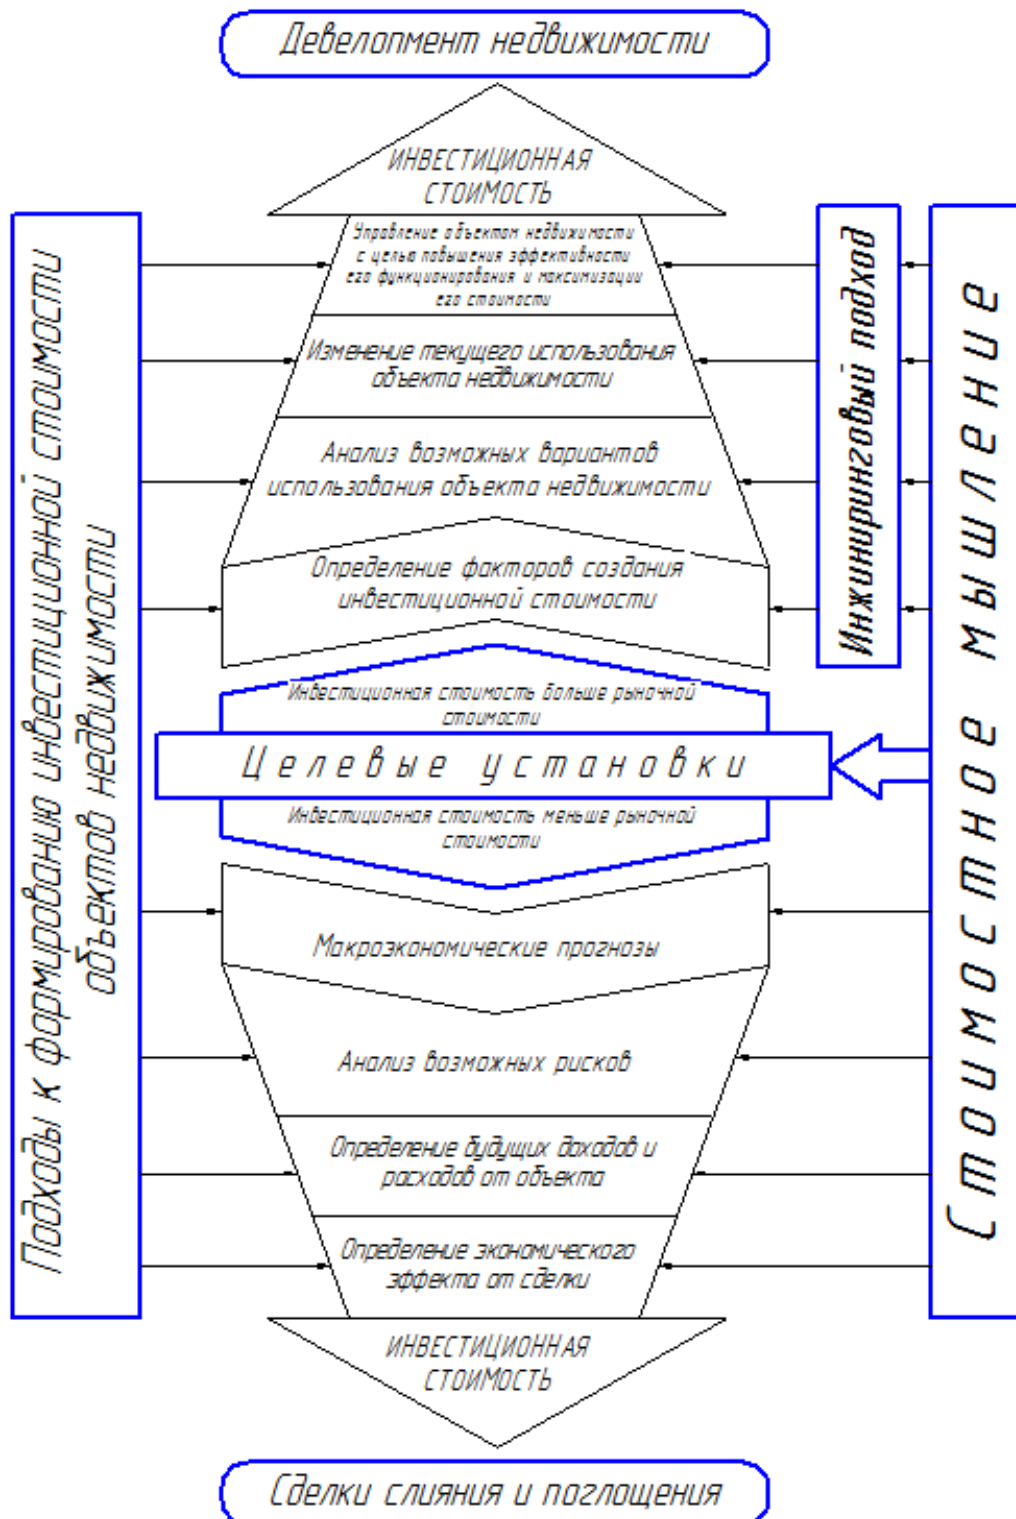 Девелопмент недвижимости
ИНВЕСТИЦИОННАЯ
СТОИМОСТЬ
Управление объектом недвижимости
с целью повышения эффективности
его функционирования и максимизации
его стоимости
Изменение текущего использования
объекта недвижимости
Анализ возможных вариантов
использования объекта недвижимости
Определение факторов создания
инвестиционной стоимости
Инвестиционная стоимость больше рыночной
стоимости
Целевые установки
Инвестиционная стоимость меньше рыночной
стоимости
Макроэкономические прогнозы
Анализ возможных рисков
Определение будущих доходов и
расходов от объекта
Определение экономического
эффекта от сделки
ИНВЕСТИЦИОННАЯ
СТОИМОСТЬ
Сделки слияния и поглощения
Подходы к формированию инвестиционной стоимости
объектов недвижимости
Инжиниринговый подход
Стоимостное мышление